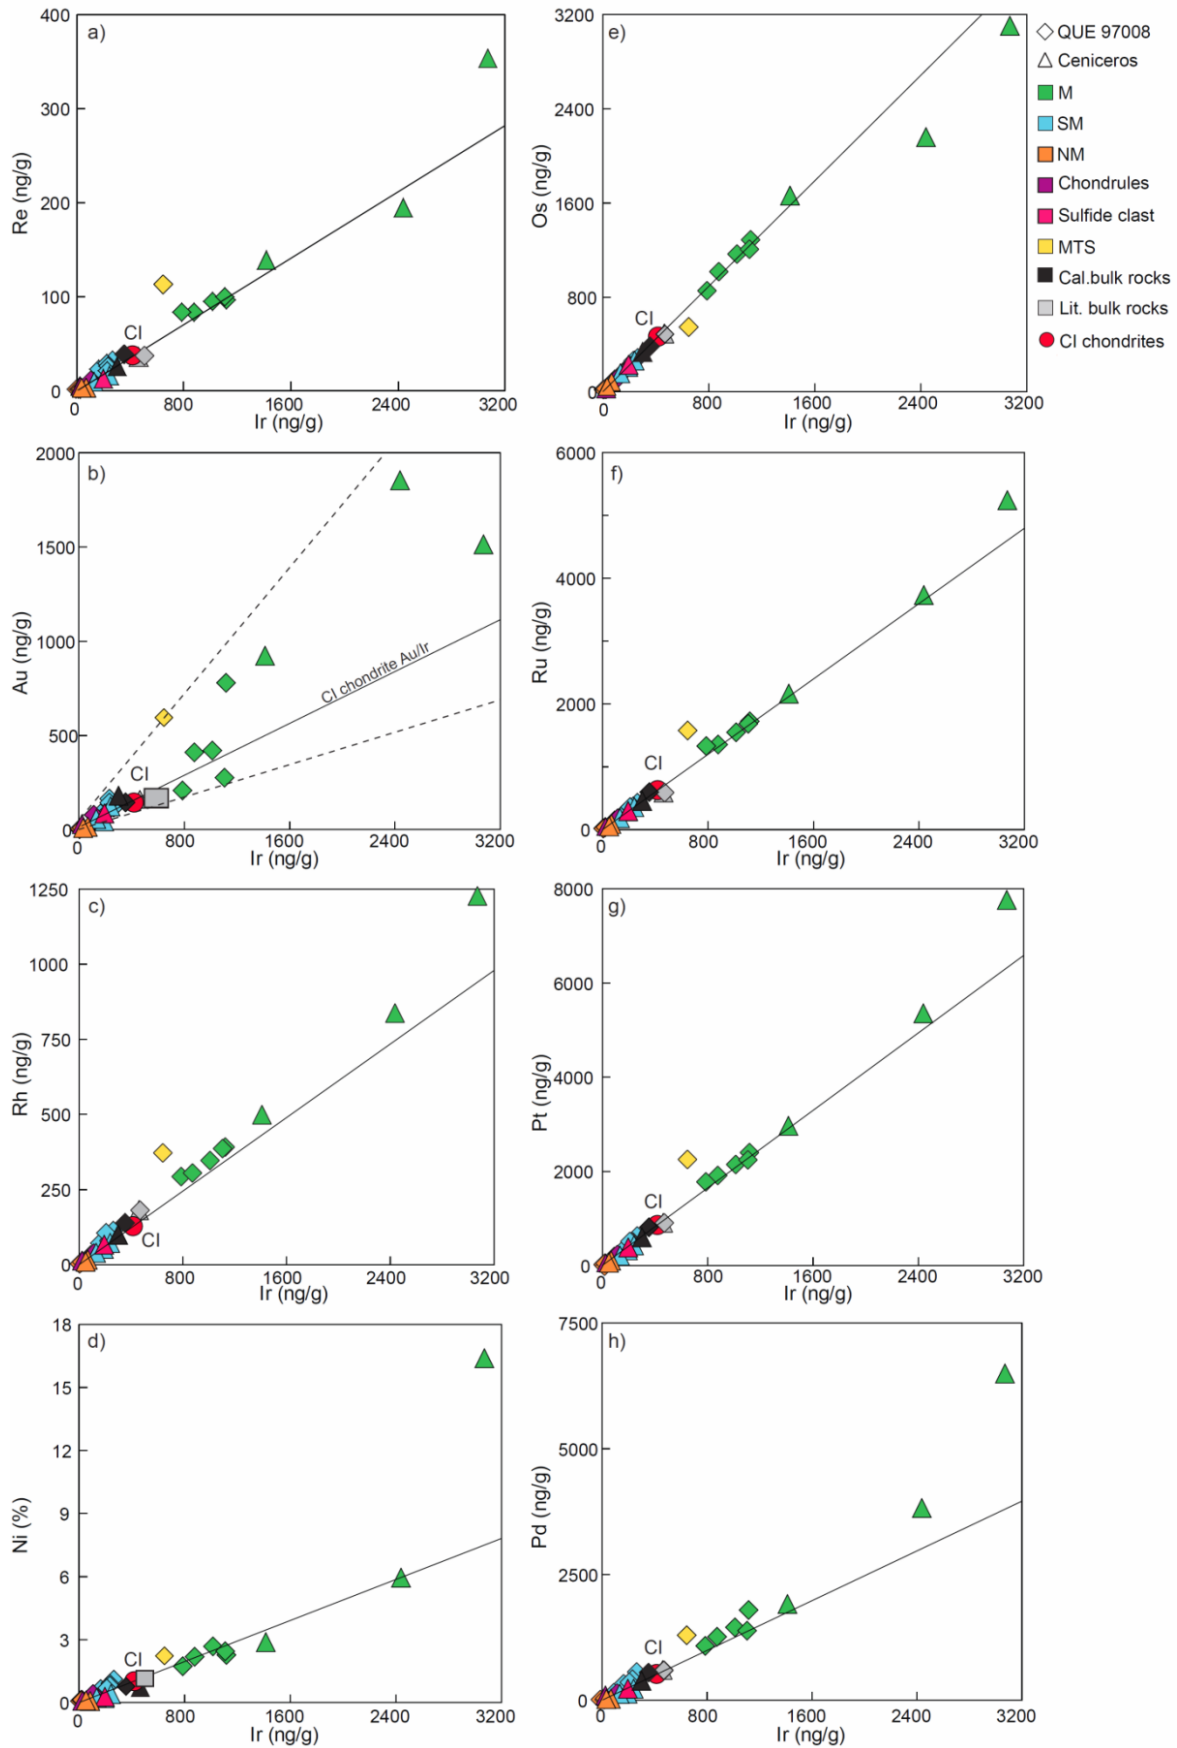 a)
400
300
200
100
0
Re (ng/g)
CI
0 800 1600 2400 3200
Ir (ng/g)
e)
3200
2400
1600
800
0
Os (ng/g)
CI
0 800 1600 2400 3200
Ir (ng/g)
QUE 97008
Ceniceros
M
SM
NM
Chondrules
Sulfide clast
MTS
Cal.bulk rocks
Lit. bulk rocks
CI chondrites
b)
2000
1500
1000
500
0
Au (ng/g)
CI chondrite Au/Ir
CI
0 800 1600 2400 3200
Ir (ng/g)
f)
6000
4000
2000
0
Ru (ng/g)
CI
0 800 1600 2400 3200
Ir (ng/g)
c)
1250
1000
750
500
250
0
Rh (ng/g)
CI
0 800 1600 2400 3200
Ir (ng/g)
g)
8000
6000
4000
2000
0
Pt (ng/g)
CI
0 800 1600 2400 3200
Ir (ng/g)
d)
18
15
12
9
6
3
0
Ni (%)
CI
0 800 1600 2400 3200
Ir (ng/g)
h)
7500
5000
2500
0
Pd (ng/g)
CI
0 800 1600 2400 3200
Ir (ng/g)